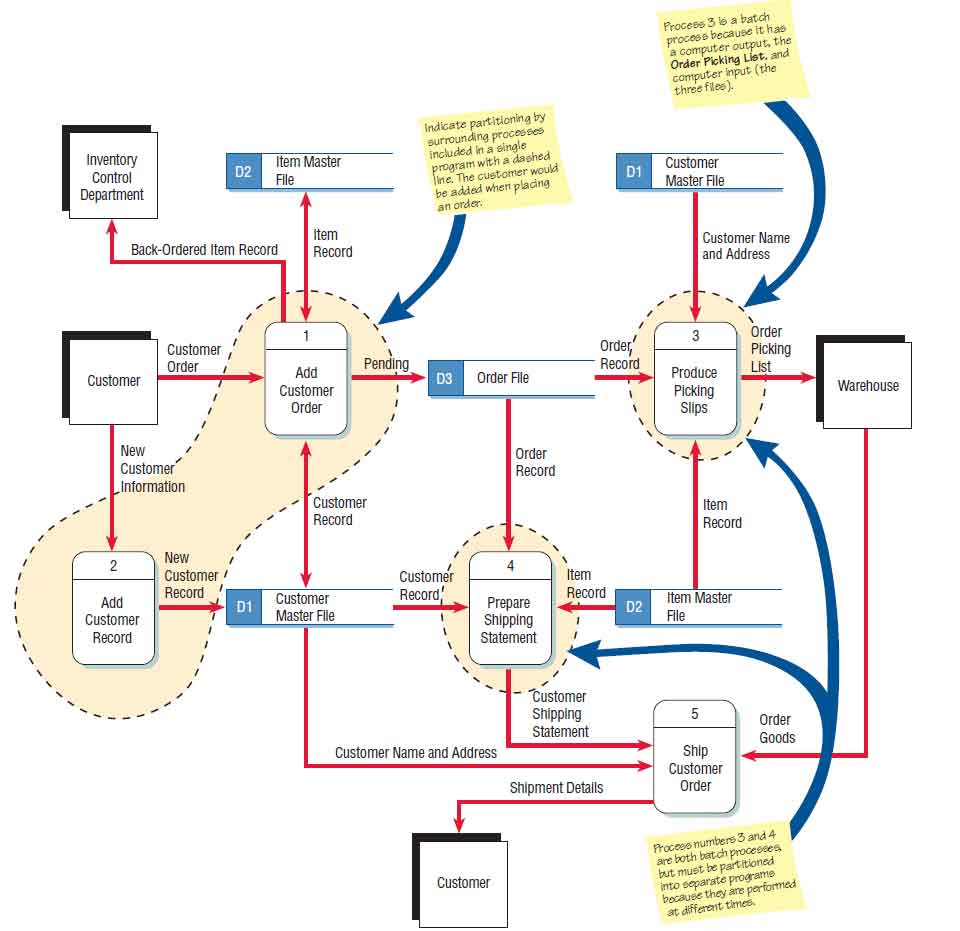 Process 3 is a batch
process because it has
a computer output, the
Order Picking List, and
computer input (the
three files).
Indicate partitioning by
surrounding processes
included in a single
program with a dashed
line. The customer would
be added when placing
an order.
Inventory
Control
Department
D2
Item Master
File
D1
Customer
Master File
Back-Ordered Item Record
Item
Record
Customer Name
and Address
Customer
Customer
Order
1
Add
Customer
Order
Pending
D3
Order File
Order
Record
3
Produce
Picking
Slips
Order
Picking
List
Warehouse
New
Customer
Information
Customer
Record
Order
Record
Item
Record
2
Add
Customer
Record
New
Customer
Record
D1
Customer
Master File
Customer
Record
4
Prepare
Shipping
Statement
Item
Record
D2
Item Master
File
Customer
Shipping
Statement
Customer Name and Address
5
Ship
Customer
Order
Order
Goods
Shipment Details
Customer
Process numbers 3 and 4
are both batch processes,
but must be partitioned
into separate programs
because they are performed
at different times.